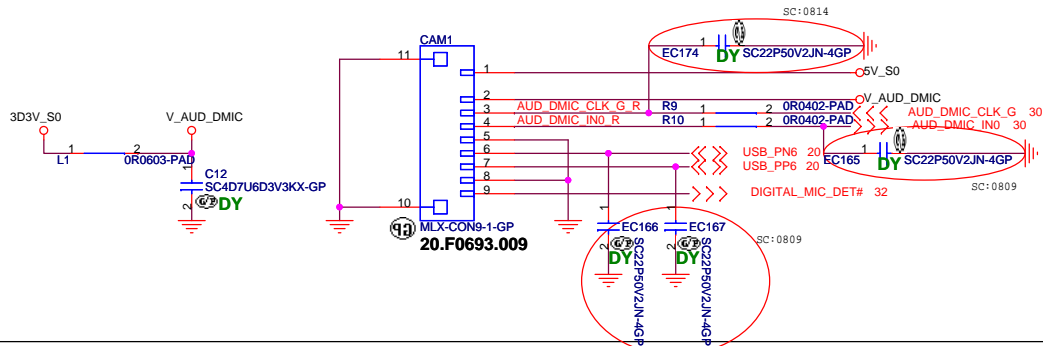 SC:0814
CAM1
11
1
EC174
1
DY
SC22P50V2JN-4GP
5V_S0
2
V_AUD_DMIC
3D3V_S0
V_AUD_DMIC
3
AUD_DMIC_CLK_G_R
R9
1
2
0R0402-PAD
AUD_DMIC_CLK_G 30
4
AUD_DMIC_IN0_R
R10
1
2
0R0402-PAD
AUD_DMIC_IN0 30
5
L1
1
2
0R0603-PAD
6
USB_PN6 20
EC165
1
DY
SC22P50V2JN-4GP
7
USB_PP6 20
1
C12
SC4D7U6D3V3KX-GP
DY
2
8
9
DIGITAL_MIC_DET# 32
SC:0809
10
MLX-CON9-1-GP
20.F0693.009
1
EC166
2
DY
SC22P50V2JN-4GP
1
EC167
2
DY
SC22P50V2JN-4GP
SC:0809